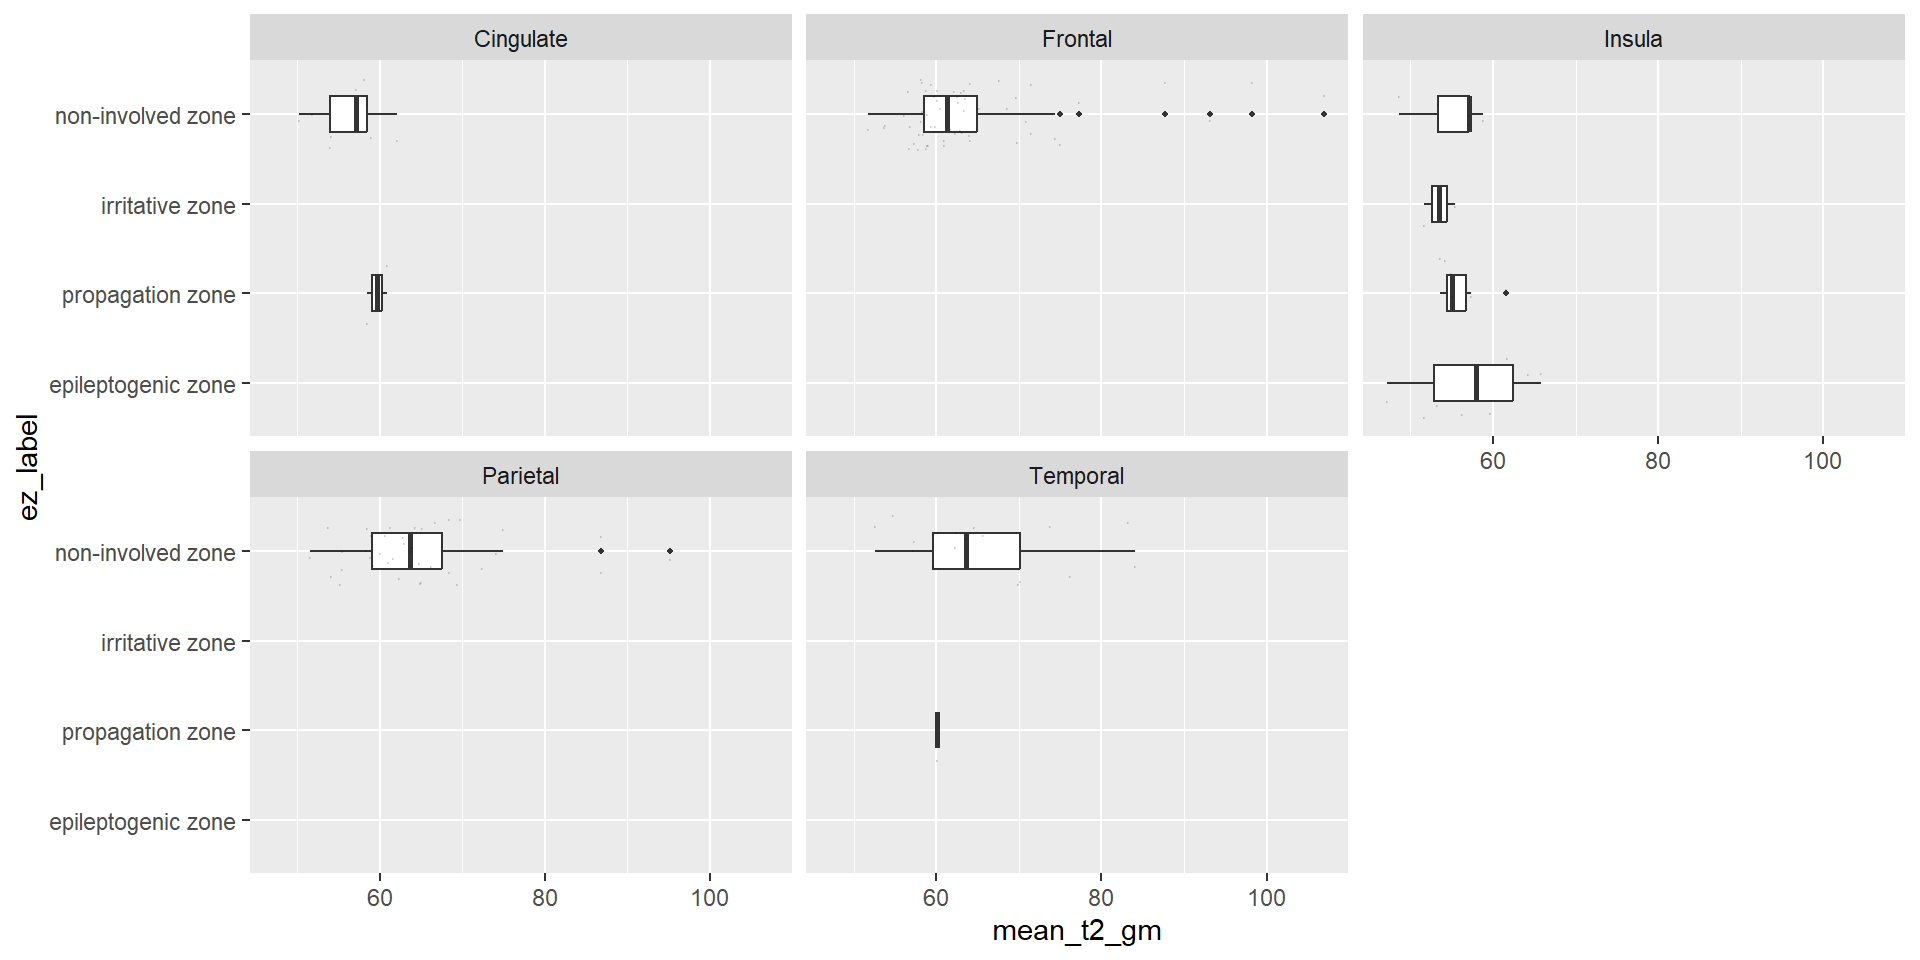 Cingulate
Frontal
Insula
non-involved zone
irritative zone
propagation zone
epileptogenic zone
60 80 100
ez_label
Parietal
Temporal
non-involved zone
irritative zone
propagation zone
epileptogenic zone
60 80 100
60 80 100
mean_t2_gm